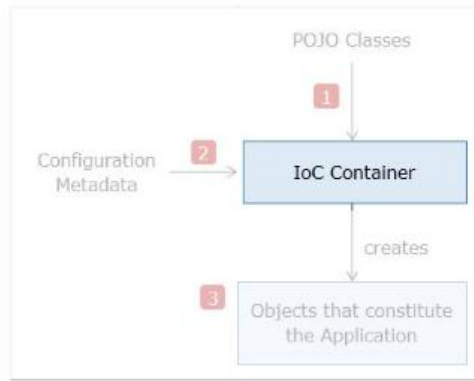 POJO Classes
1
2
Configuration
Metadata
IoC Container
creates
3
Objects that constitute
the Application